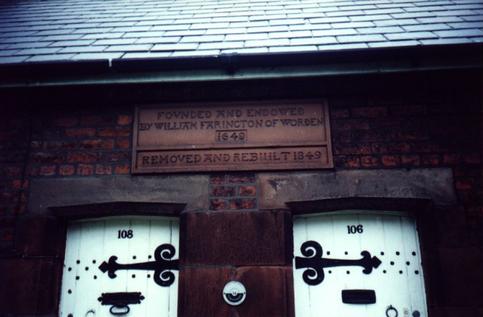 FOUNDED AND ENDOWED
BY WILLIAM FARINGTON OF WORDEN
1649
REMOVED AND REBUILT 1849
108
106